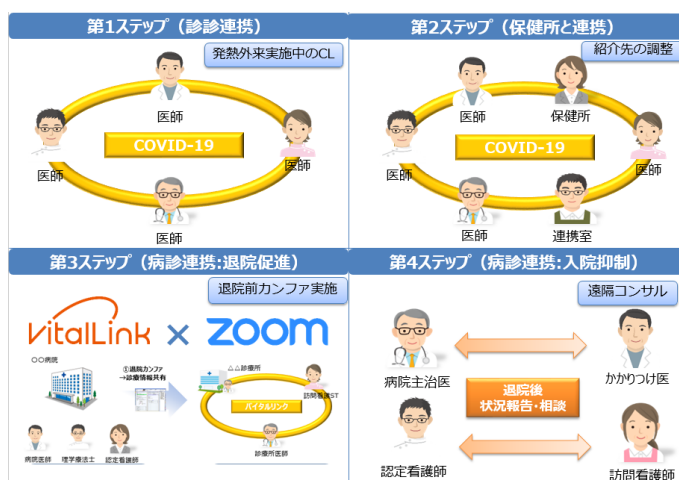 第1ステップ（診診連携）
発熱外来実施中のCL
医師
医師
COVID-19
医師
医師
第2ステップ（保健所と連携）
紹介先の調整
医師
保健所
医師
COVID-19
医師
医師
連携室
第3ステップ（病診連携:退院促進）
退院前カンファ実施
VitalLink × zoom
〇〇病院
①退院カンファ
→診療情報共有
△△診療所
訪問看護ST
バイタルリンク
診療所医師
病院医師
理学療法士
認定看護師
第4ステップ（病診連携:入院抑制）
遠隔コンサル
病院主治医
かかりつけ医
退院後
状況報告・相談
認定看護師
訪問看護師